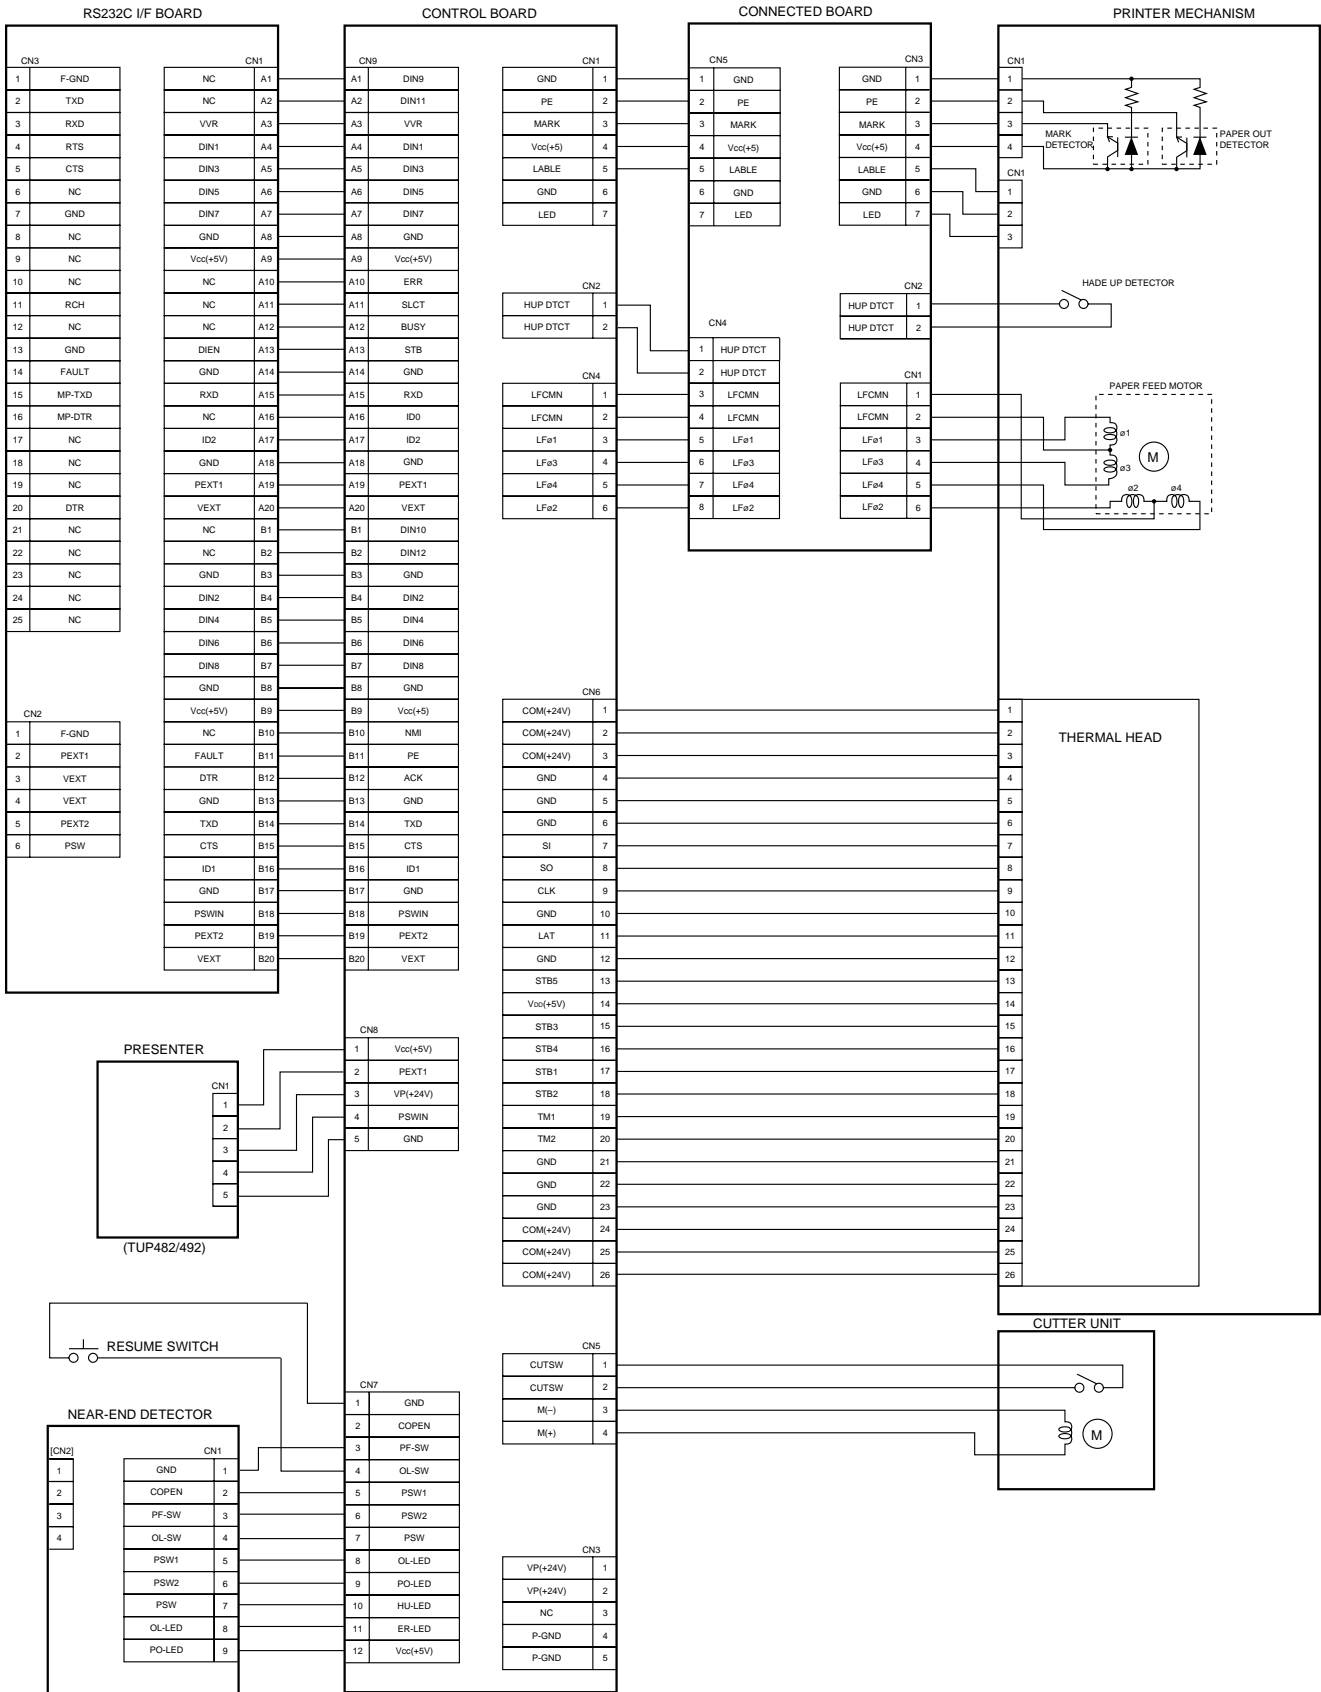 RS232C I/F BOARD
CN3
1 F-GND
2 TXD
3 RXD
4 RTS
5 CTS
6 NC
7 GND
8 NC
9 NC
10 NC
11 RCH
12 NC
13 GND
14 FAULT
15 MP-TXD
16 MP-DTR
17 NC
18 NC
19 NC
20 DTR
21 NC
22 NC
23 NC
24 NC
25 NC
CN2
1 F-GND
2 PEXT1
3 VEXT
4 VEXT
5 PEXT2
6 PSW
CN1
NC A1
NC A2
VVR A3
DIN1 A4
DIN3 A5
DIN5 A6
DIN7 A7
GND A8
Vcc(+5V) A9
NC A10
NC A11
NC A12
DIEN A13
GND A14
RXD A15
NC A16
ID2 A17
GND A18
PEXT1 A19
VEXT A20
NC B1
NC B2
GND B3
DIN2 B4
DIN4 B5
DIN6 B6
DIN8 B7
GND B8
Vcc(+5V) B9
NC B10
FAULT B11
DTR B12
GND B13
TXD B14
CTS B15
ID1 B16
GND B17
PSWIN B18
PEXT2 B19
VEXT B20
CONTROL BOARD
CN9
A1 DIN9
A2 DIN11
A3 VVR
A4 DIN1
A5 DIN3
A6 DIN5
A7 DIN7
A8 GND
A9 Vcc(+5V)
A10 ERR
A11 SLCT
A12 BUSY
A13 STB
A14 GND
A15 RXD
A16 ID0
A17 ID2
A18 GND
A19 PEXT1
A20 VEXT
B1 DIN10
B2 DIN12
B3 GND
B4 DIN2
B5 DIN4
B6 DIN6
B7 DIN8
B8 GND
B9 Vcc(+5)
B10 NMI
B11 PE
B12 ACK
B13 GND
B14 TXD
B15 CTS
B16 ID1
B17 GND
B18 PSWIN
B19 PEXT2
B20 VEXT
CN8
1 Vcc(+5V)
2 PEXT1
3 VP(+24V)
4 PSWIN
5 GND
CN7
1 GND
2 COPEN
3 PF-SW
4 OL-SW
5 PSW1
6 PSW2
7 PSW
8 OL-LED
9 PO-LED
10 HU-LED
11 ER-LED
12 Vcc(+5V)
CN1
GND 1
PE 2
MARK 3
Vcc(+5) 4
LABLE 5
GND 6
LED 7
CN2
HUP DTCT 1
HUP DTCT 2
CN4
LFCMN 1
LFCMN 2
LFø1 3
LFø3 4
LFø4 5
LFø2 6
CN6
COM(+24V) 1
COM(+24V) 2
COM(+24V) 3
GND 4
GND 5
GND 6
SI 7
SO 8
CLK 9
GND 10
LAT 11
GND 12
STB5 13
VDD(+5V) 14
STB3 15
STB4 16
STB1 17
STB2 18
TM1 19
TM2 20
GND 21
GND 22
GND 23
COM(+24V) 24
COM(+24V) 25
COM(+24V) 26
CN5
CUTSW 1
CUTSW 2
M(–) 3
M(+) 4
CN3
VP(+24V) 1
VP(+24V) 2
NC 3
P-GND 4
P-GND 5
CONNECTED BOARD
CN5
1 GND
2 PE
3 MARK
4 Vcc(+5)
5 LABLE
6 GND
7 LED
CN4
1 HUP DTCT
2 HUP DTCT
3 LFCMN
4 LFCMN
5 LFø1
6 LFø3
7 LFø4
8 LFø2
CN3
GND 1
PE 2
MARK 3
Vcc(+5) 4
LABLE 5
GND 6
LED 7
CN2
HUP DTCT 1
HUP DTCT 2
CN1
LFCMN 1
LFCMN 2
LFø1 3
LFø3 4
LFø4 5
LFø2 6
PRINTER MECHANISM
CN1
1
2
3
4
MARK
DETECTOR
PAPER OUT
DETECTOR
CN1
1
2
3
HADE UP DETECTOR
PAPER FEED MOTOR
ø1
M
ø3
ø2 ø4
THERMAL HEAD
1
2
3
4
5
6
7
8
9
10
11
12
13
14
15
16
17
18
19
20
21
22
23
24
25
26
CUTTER UNIT
M
PRESENTER
CN1
1
2
3
4
5
(TUP482/492)
RESUME SWITCH
NEAR-END DETECTOR
[CN2]
1
2
3
4
CN1
GND 1
COPEN 2
PF-SW 3
OL-SW 4
PSW1 5
PSW2 6
PSW 7
OL-LED 8
PO-LED 9